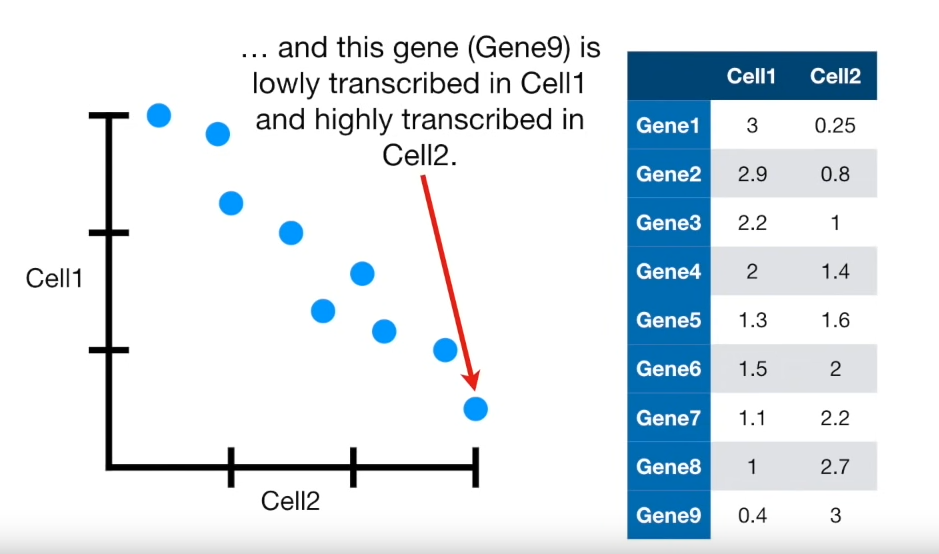 … and this gene (Gene9) is
lowly transcribed in Cell1
and highly transcribed in
Cell2.
Cell1
Cell2
Cell1 Cell2
Gene1 3 0.25
Gene2 2.9 0.8
Gene3 2.2 1
Gene4 2 1.4
Gene5 1.3 1.6
Gene6 1.5 2
Gene7 1.1 2.2
Gene8 1 2.7
Gene9 0.4 3